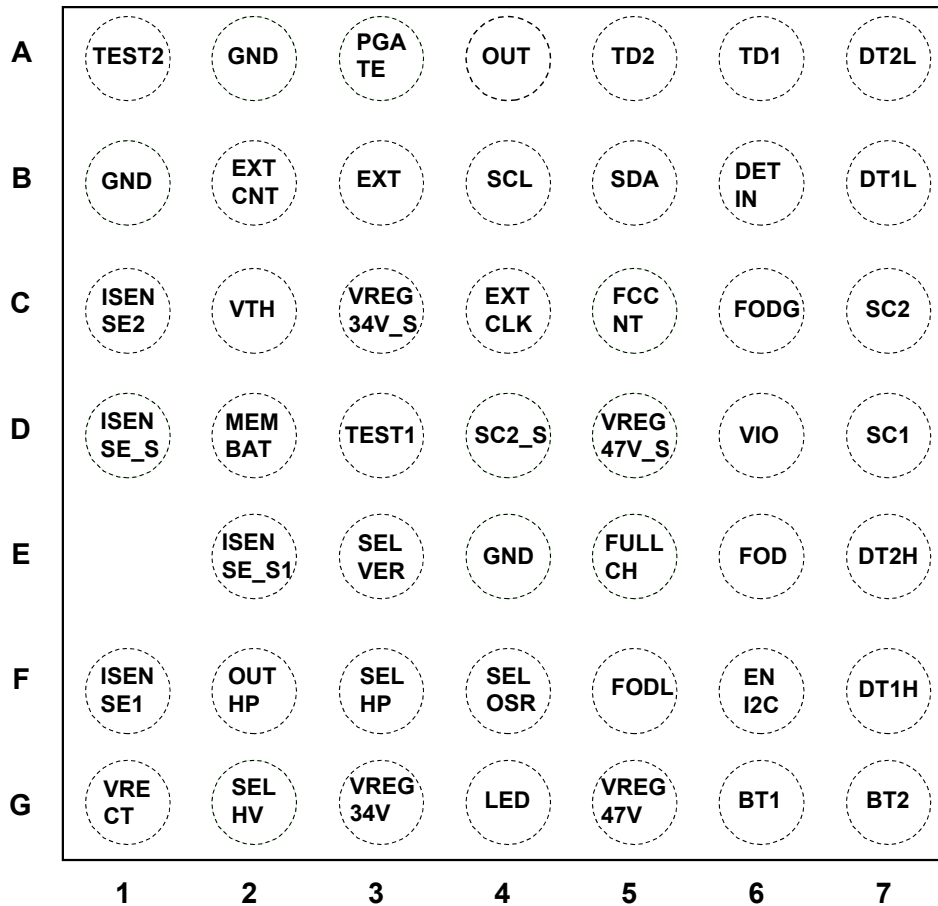 A
TEST2
GND
PGA
TE
OUT
TD2
TD1
DT2L
B
GND
EXT
CNT
EXT
SCL
SDA
DET
IN
DT1L
C
ISEN
SE2
VTH
VREG
34V_S
EXT
CLK
FCC
NT
FODG
SC2
D
ISEN
SE_S
MEM
BAT
TEST1
SC2_S
VREG
47V_S
VIO
SC1
E
ISEN
SE_S1
SEL
VER
GND
FULL
CH
FOD
DT2H
F
ISEN
SE1
OUT
HP
SEL
HP
SEL
OSR
FODL
EN
I2C
DT1H
G
VRE
CT
SEL
HV
VREG
34V
LED
VREG
47V
BT1
BT2
1 2 3 4 5 6 7